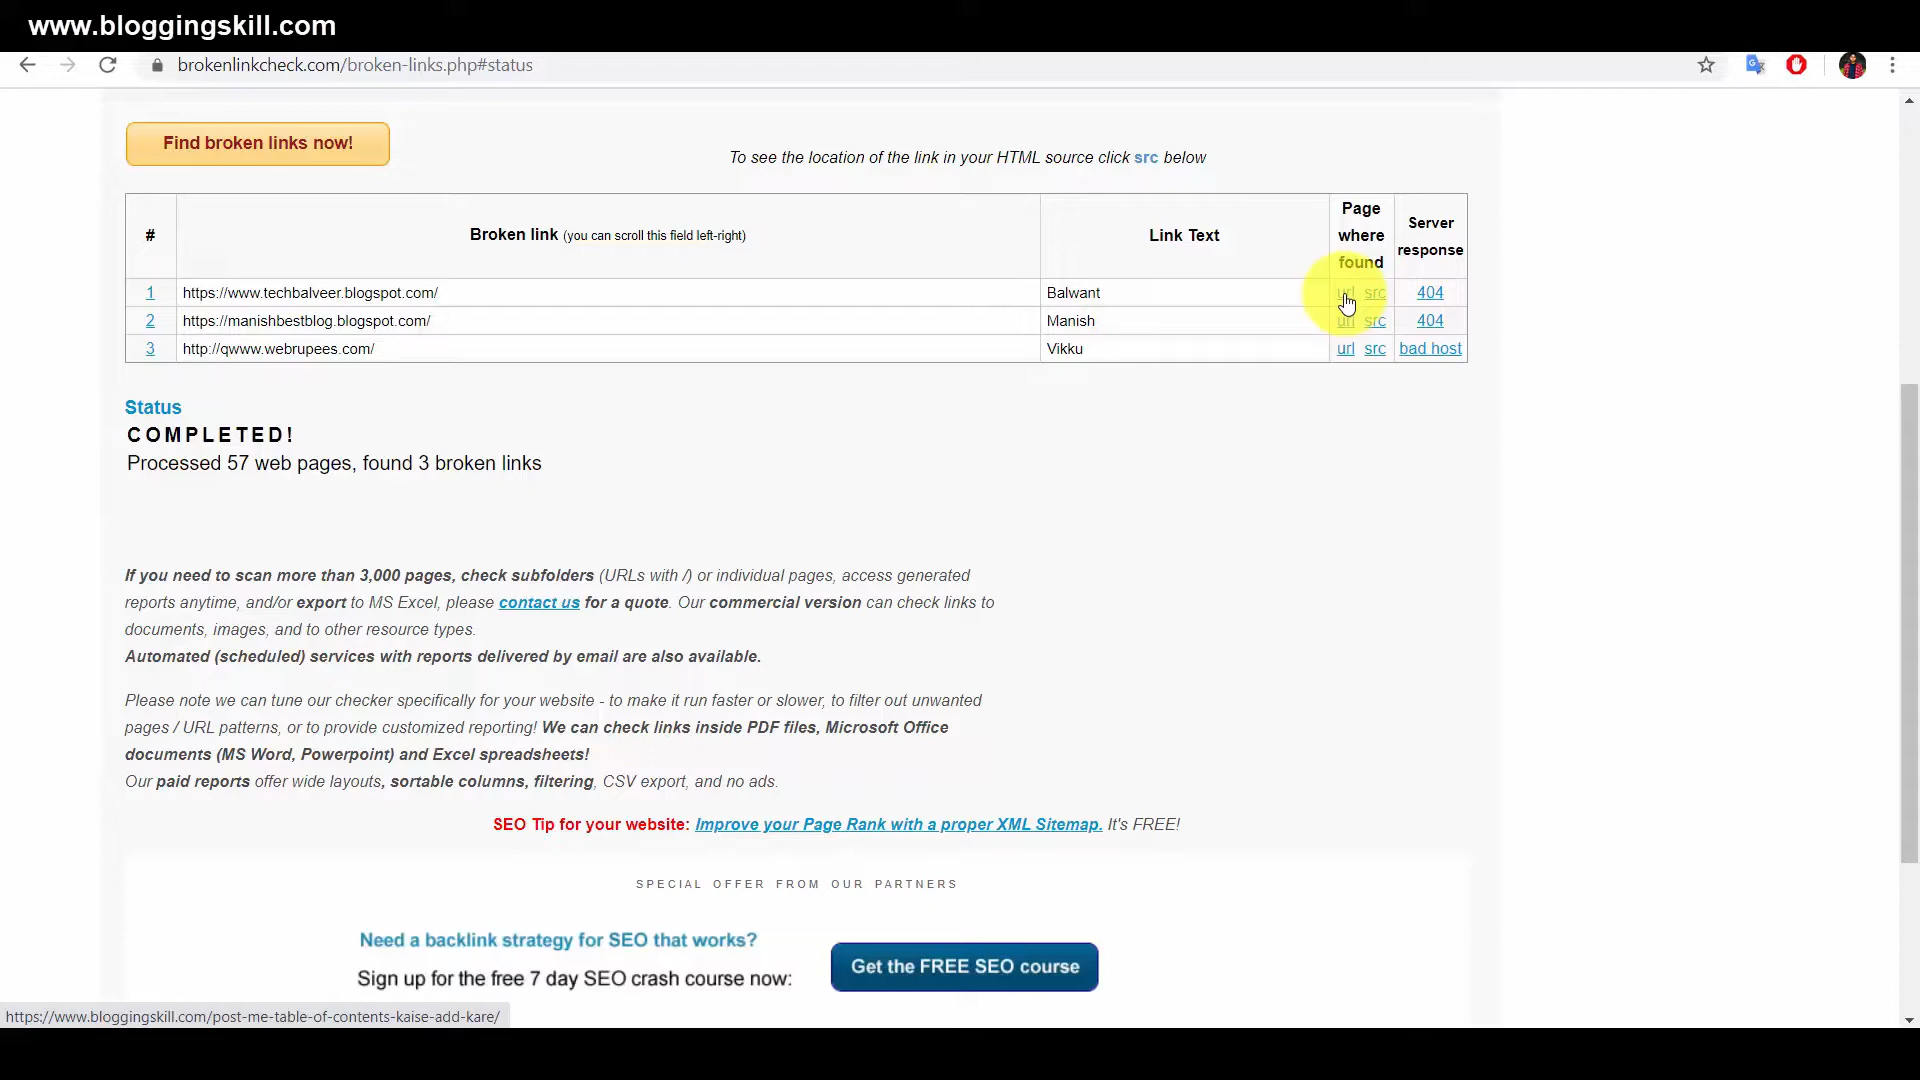 www.bloggingskill.com
brokenlinkcheck.com/broken-links.php#status
Find broken links now!
To see the location of the link in your HTML source click src below
# Broken link (you can scroll this field left-right) Link Text Page where found Server response
1 https://www.techbalveer.blogspot.com/ Balwant url src 404
2 https://manishbestblog.blogspot.com/ Manish url src 404
3 http://qwww.webrupees.com/ Vikku url src bad host
Status
COMPLETED!
Processed 57 web pages, found 3 broken links
If you need to scan more than 3,000 pages, check subfolders (URLs with /) or individual pages, access generated
reports anytime, and/or export to MS Excel, please contact us for a quote. Our commercial version can check links to
documents, images, and to other resource types.
Automated (scheduled) services with reports delivered by email are also available.
Please note we can tune our checker specifically for your website - to make it run faster or slower, to filter out unwanted
pages / URL patterns, or to provide customized reporting! We can check links inside PDF files, Microsoft Office
documents (MS Word, Powerpoint) and Excel spreadsheets!
Our paid reports offer wide layouts, sortable columns, filtering, CSV export, and no ads.
SEO Tip for your website: Improve your Page Rank with a proper XML Sitemap. It's FREE!
SPECIAL OFFER FROM OUR PARTNERS
Need a backlink strategy for SEO that works?
Sign up for the free 7 day SEO crash course now:
Get the FREE SEO course
https://www.bloggingskill.com/post-me-table-of-contents-kaise-add-kare/